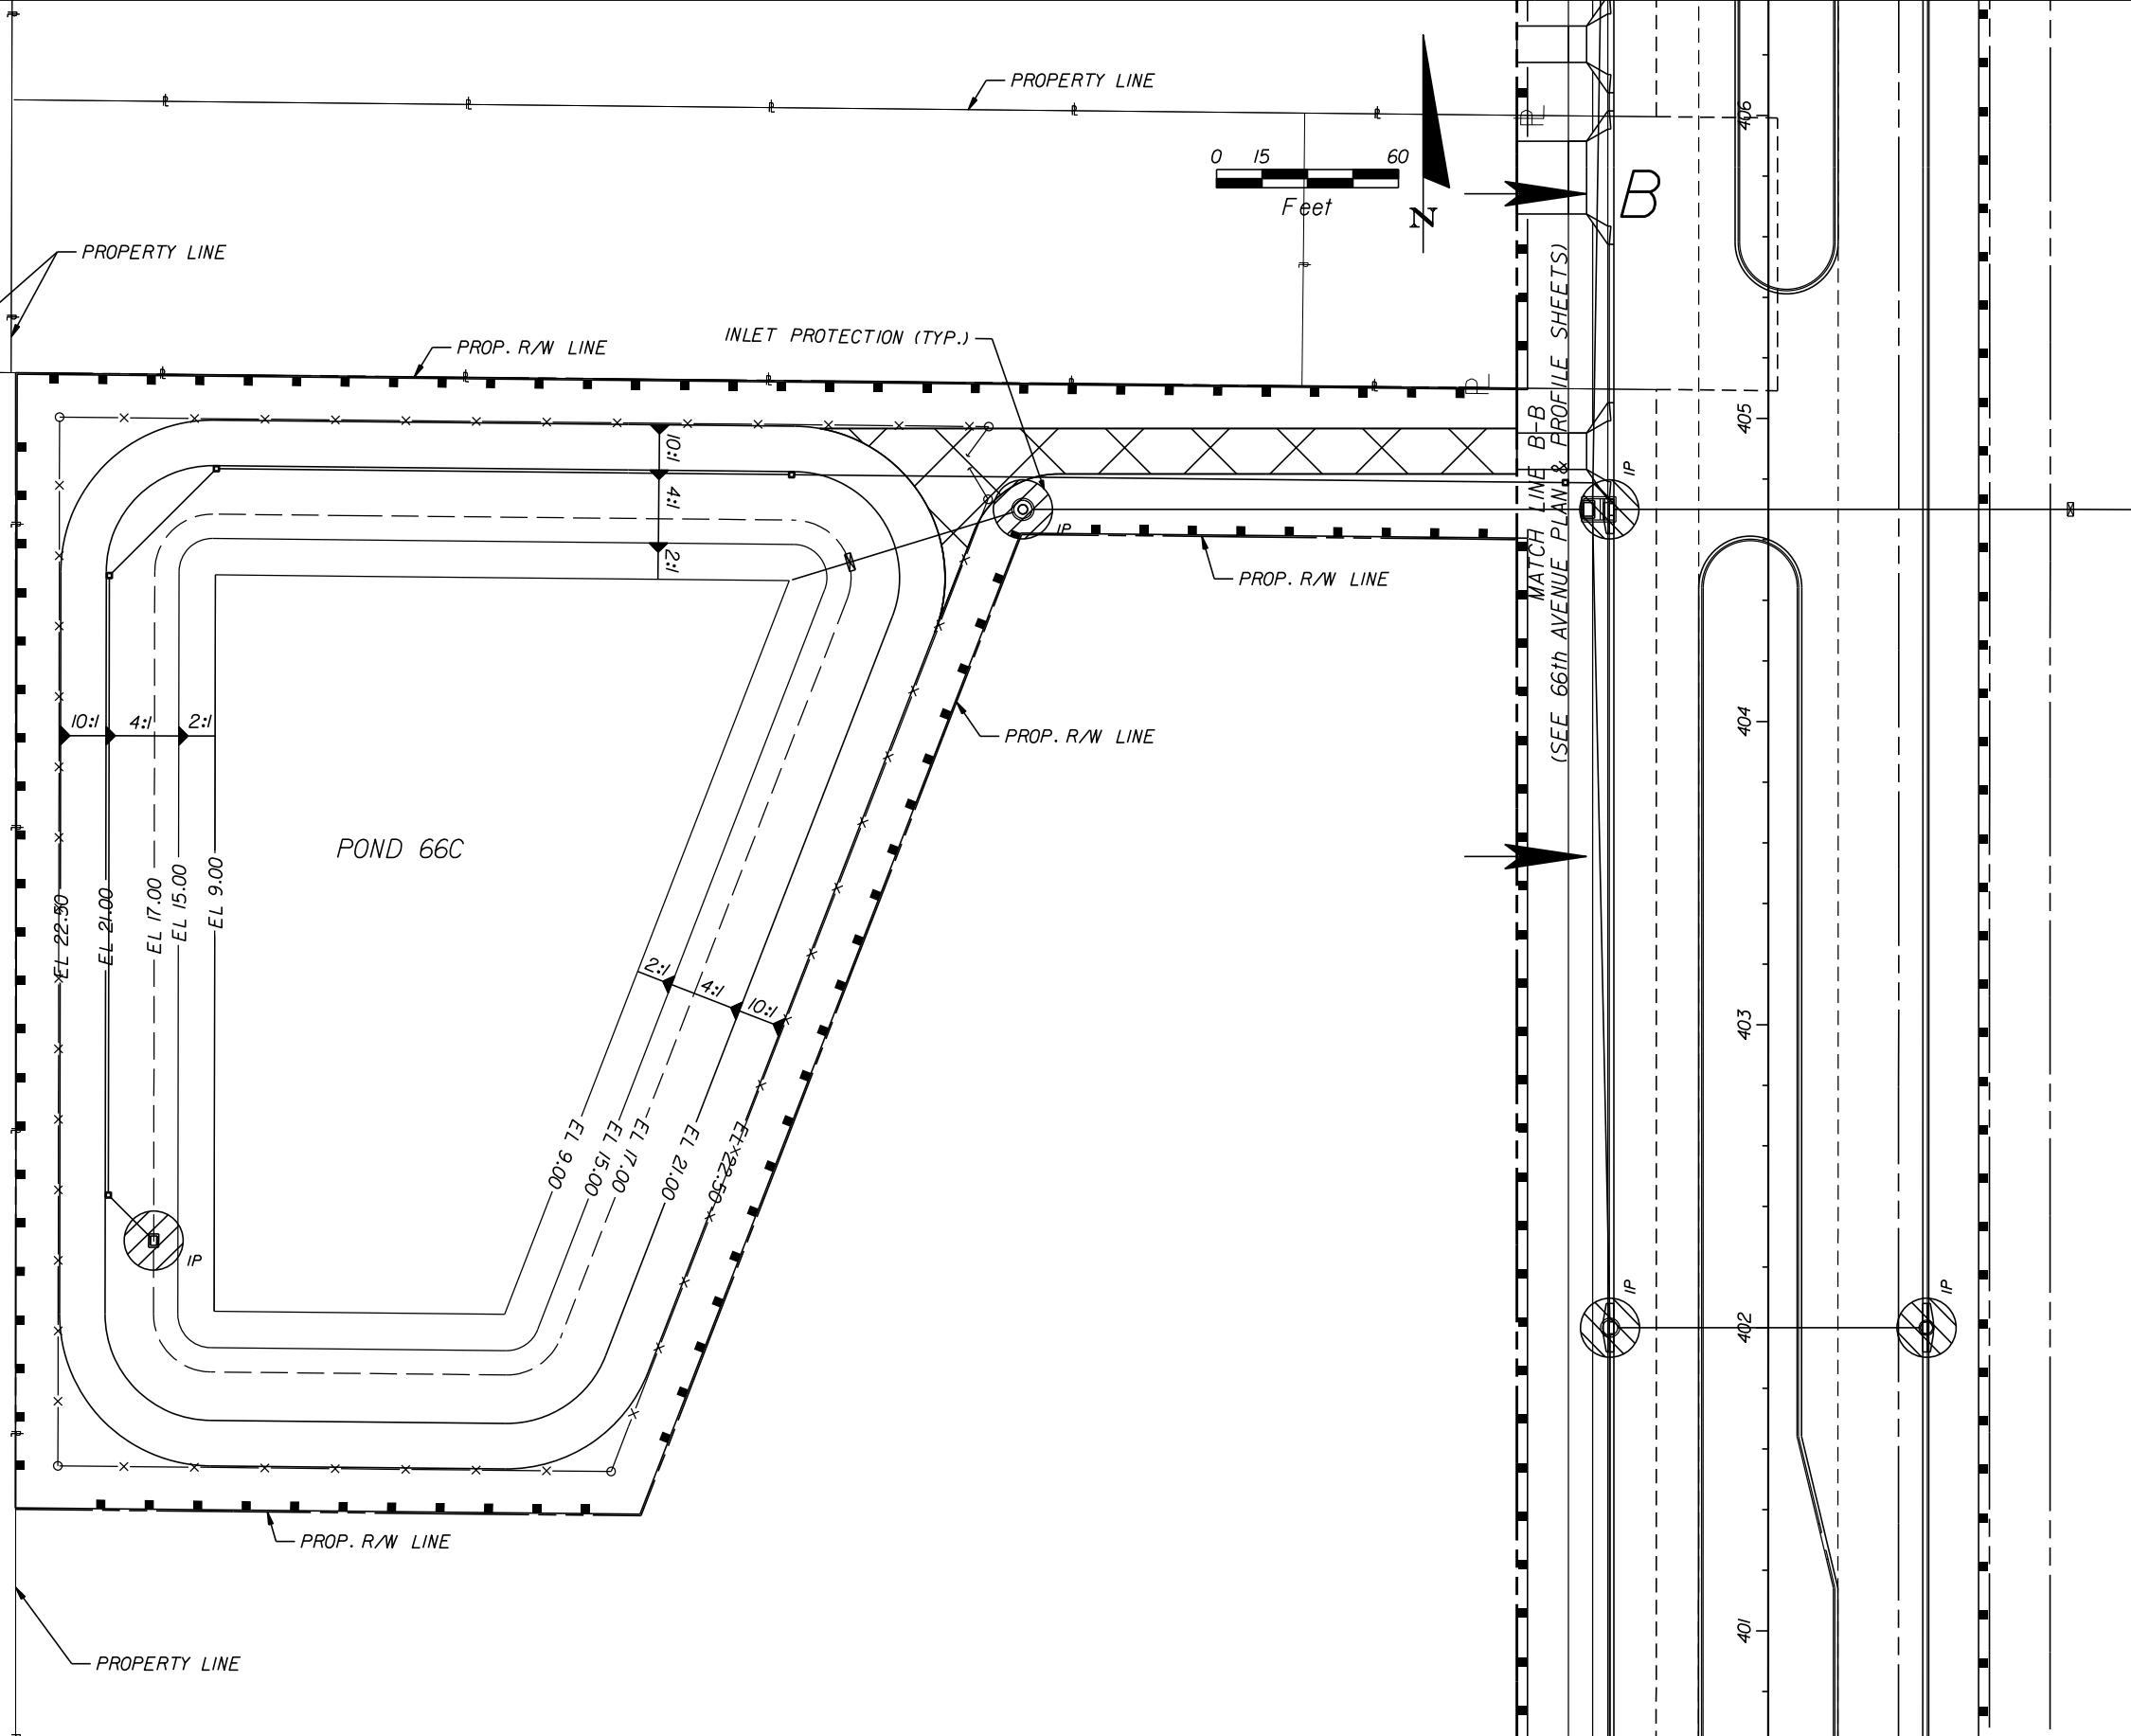 PROPERTY LINE
406
0 15 60
Feet
N
B
PROPERTY LINE
INLET PROTECTION (TYP.)
PROP. R/W LINE
405
10:1
4:1
2:1
IP
IP
MATCH LINE B-B
(SEE 66th AVENUE PLAN & PROFILE SHEETS)
PROP. R/W LINE
10:1 4:1 2:1
PROP. R/W LINE
404
POND 66C
EL 22.50
EL 21.00
EL 17.00
EL 15.00
EL 9.00
2:1 4:1 10:1
403
EL 9.00
EL 15.00
EL 17.00
EL 21.00
EL 22.50
IP
IP
IP
402
PROP. R/W LINE
401
PROPERTY LINE